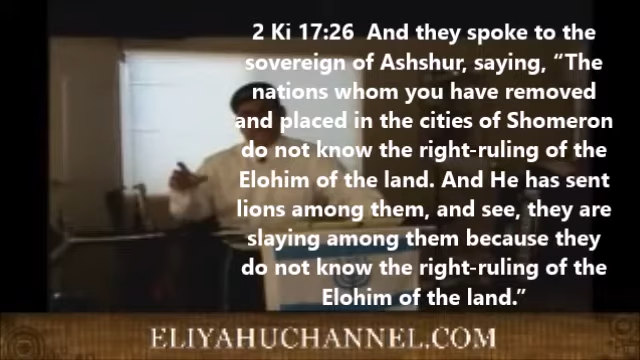 2 Ki 17:26  And they spoke to the
sovereign of Ashshur, saying, “The
nations whom you have removed
and placed in the cities of Shomeron
do not know the right-ruling of the
Elohim of the land. And He has sent
lions among them, and see, they are
slaying among them because they
do not know the right-ruling of the
Elohim of the land.”
ELIYAHUCHANNEL.COM